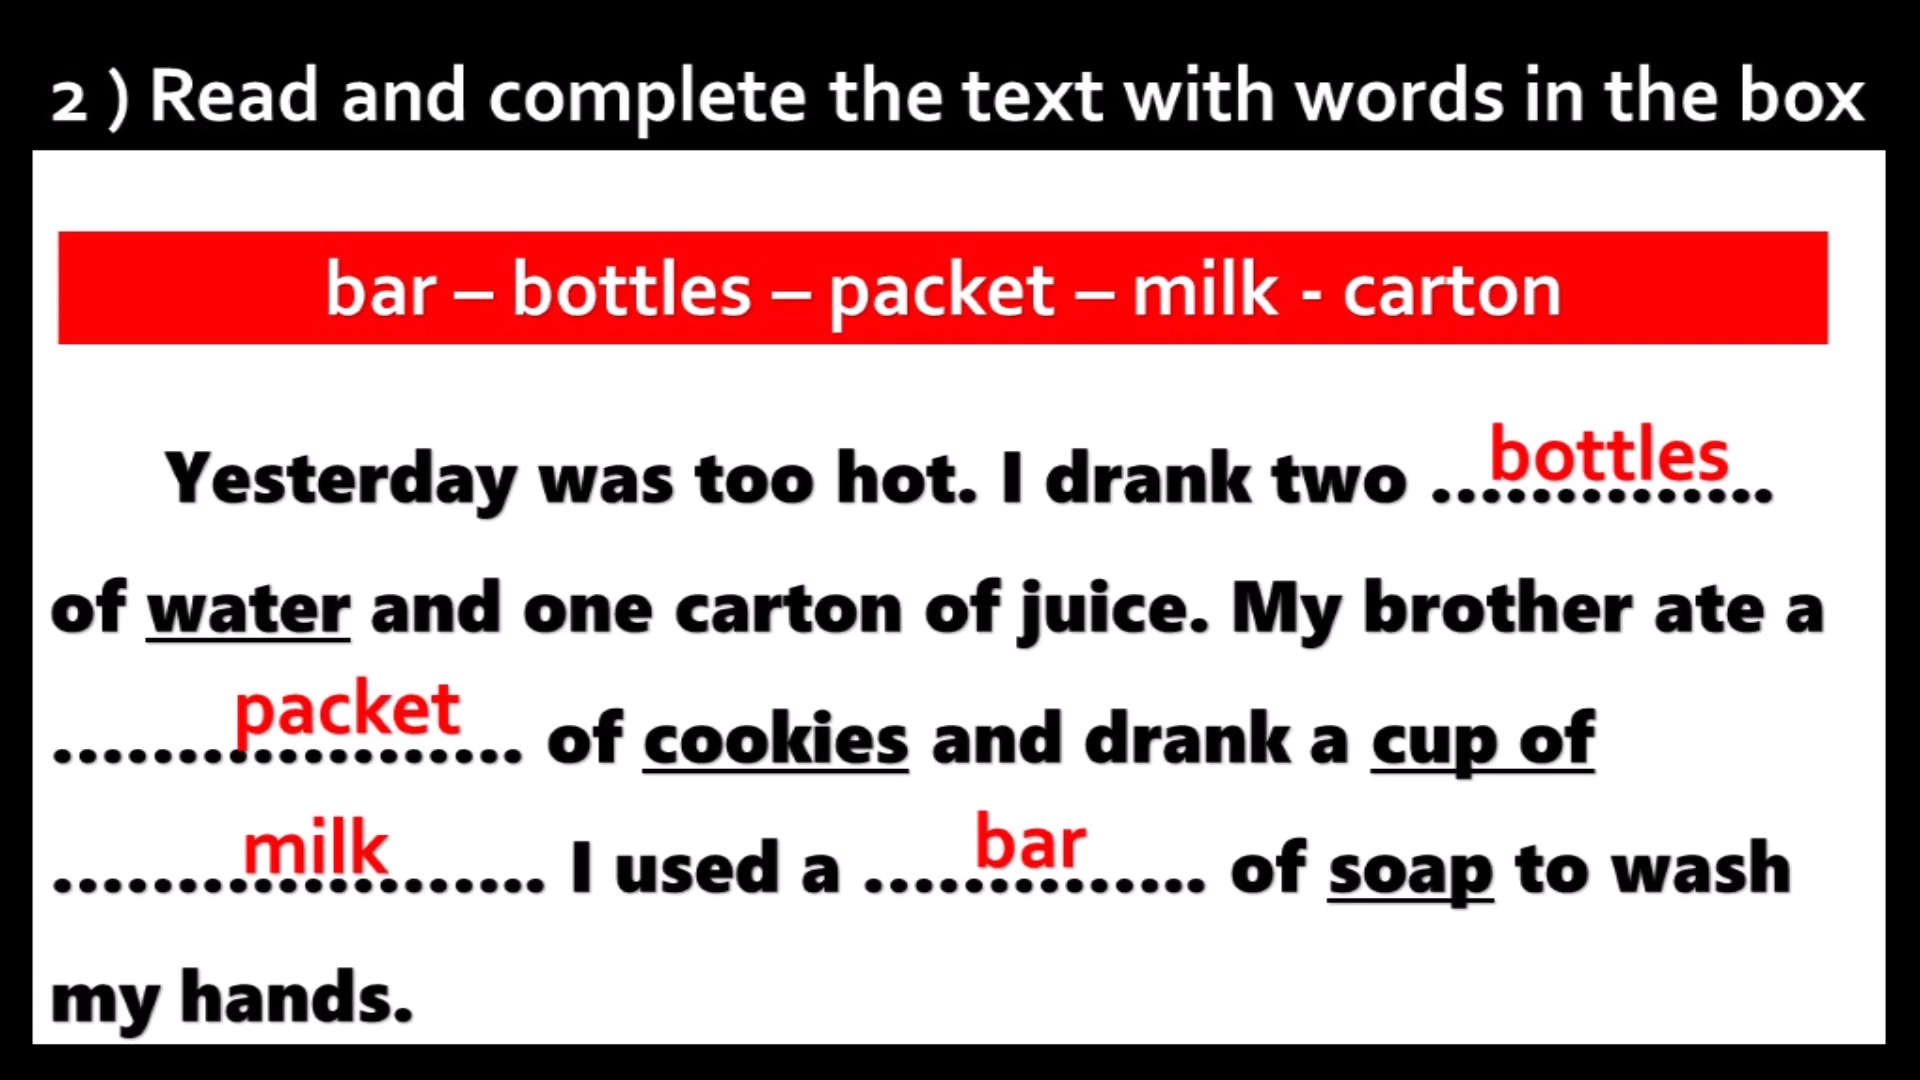 2 ) Read and complete the text with words in the box
bar – bottles – packet – milk - carton
Yesterday was too hot. I drank two ..............bottles
of water and one carton of juice. My brother ate a
...................packet of cookies and drank a cup of
....................milk I used a ..............bar of soap to wash
my hands.